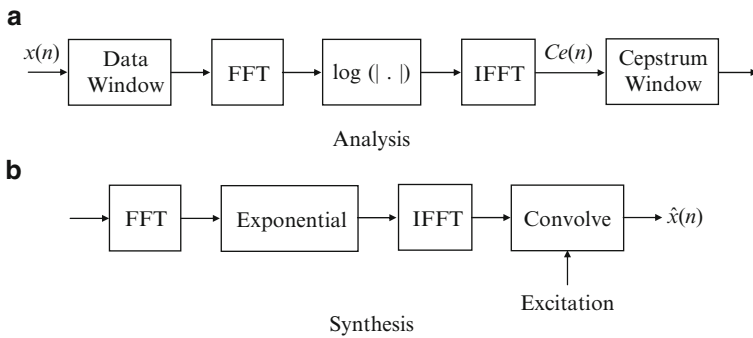 a
x(n)
Data Window
FFT
log (| . |)
IFFT
Ce(n)
Cepstrum Window
Analysis
b
FFT
Exponential
IFFT
Convolve
x̂(n)
Excitation
Synthesis